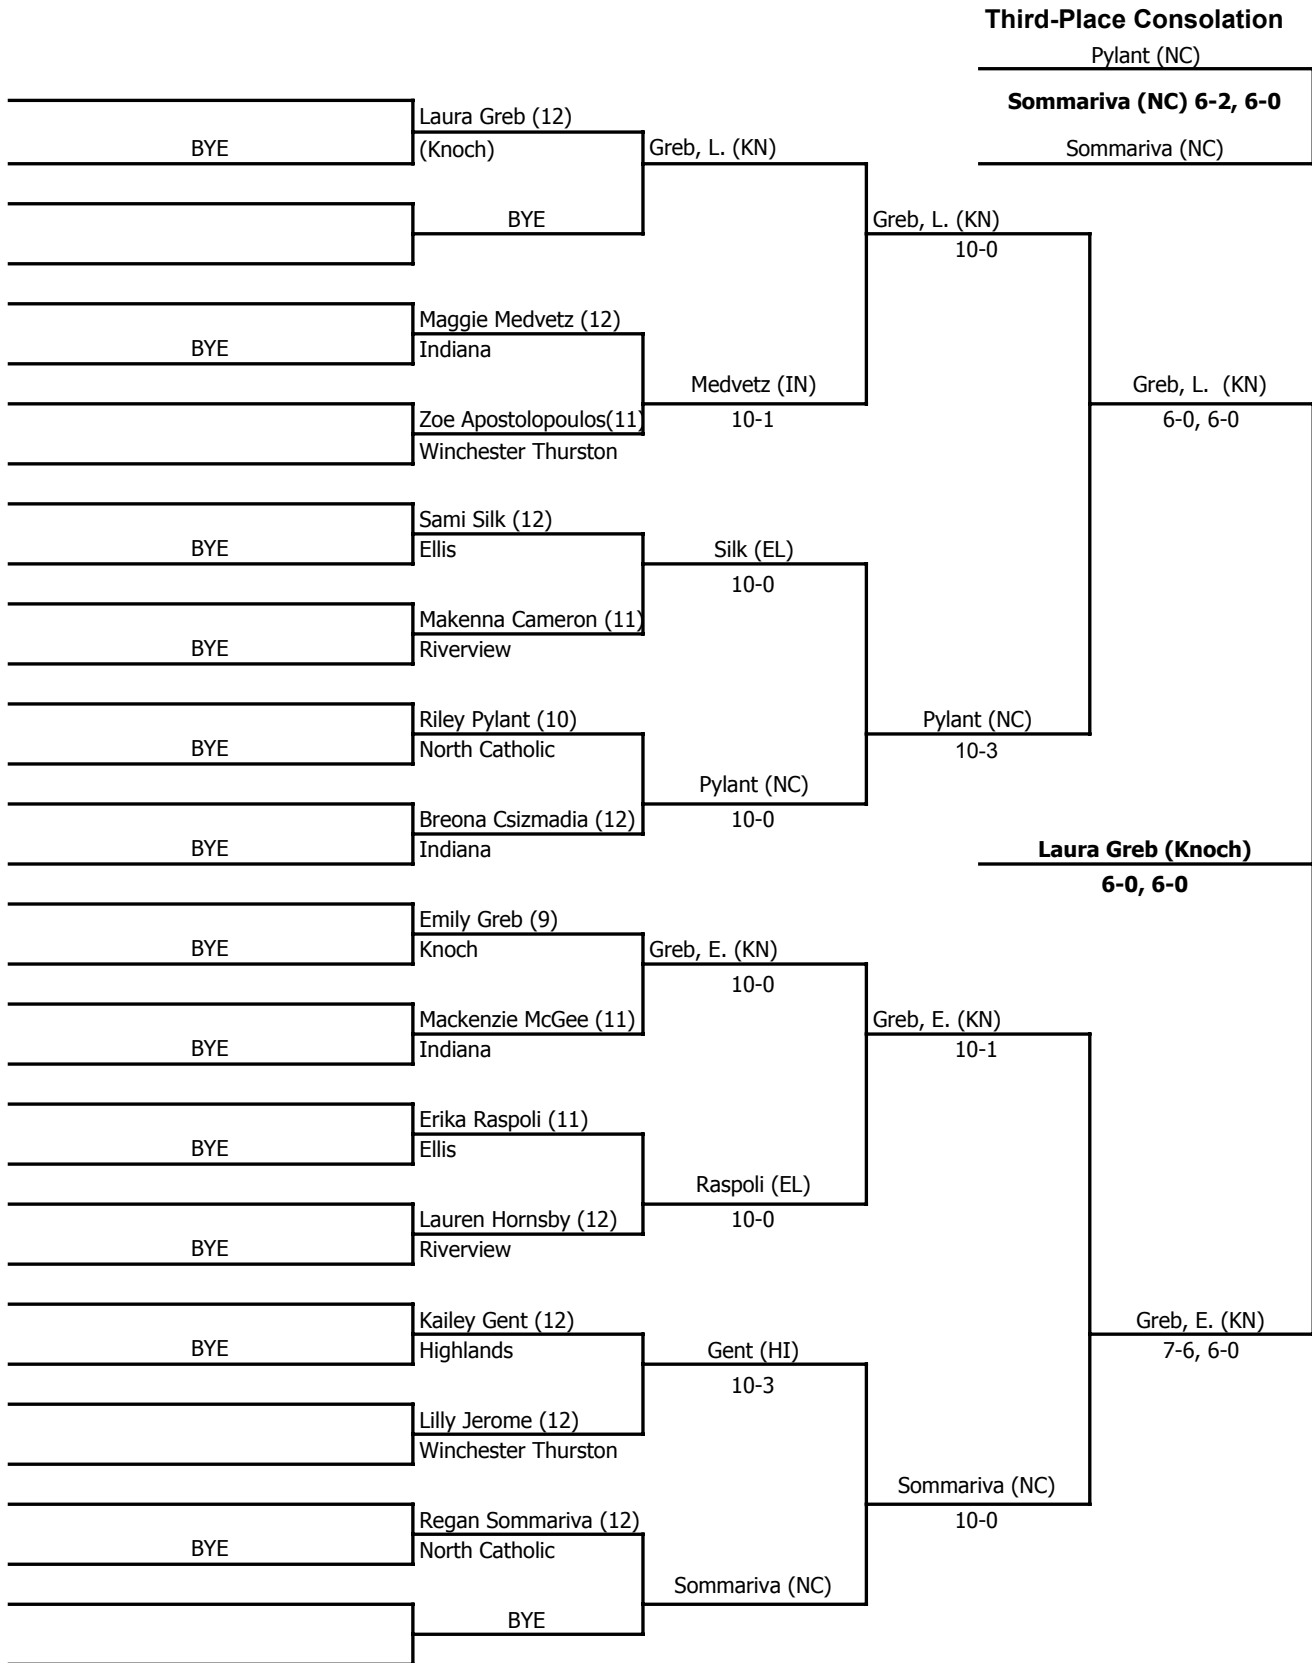 Third-Place Consolation
Pylant (NC)
Sommariva (NC) 6-2, 6-0
Sommariva (NC)
Laura Greb (12)
BYE
(Knoch)
Greb, L. (KN)
BYE
Greb, L. (KN)
10-0
Maggie Medvetz (12)
BYE
Indiana
Medvetz (IN)
10-1
Greb, L. (KN)
6-0, 6-0
Zoe Apostolopoulos(11)
Winchester Thurston
Sami Silk (12)
BYE
Ellis
Silk (EL)
10-0
Makenna Cameron (11)
BYE
Riverview
Riley Pylant (10)
BYE
North Catholic
Pylant (NC)
10-3
Pylant (NC)
10-0
Breona Csizmadia (12)
BYE
Indiana
Laura Greb (Knoch)
6-0, 6-0
Emily Greb (9)
BYE
Knoch
Greb, E. (KN)
10-0
Mackenzie McGee (11)
BYE
Indiana
Greb, E. (KN)
10-1
Erika Raspoli (11)
BYE
Ellis
Raspoli (EL)
10-0
Lauren Hornsby (12)
BYE
Riverview
Kailey Gent (12)
BYE
Highlands
Gent (HI)
10-3
Greb, E. (KN)
7-6, 6-0
Lilly Jerome (12)
Winchester Thurston
Sommariva (NC)
10-0
Regan Sommariva (12)
BYE
North Catholic
Sommariva (NC)
BYE